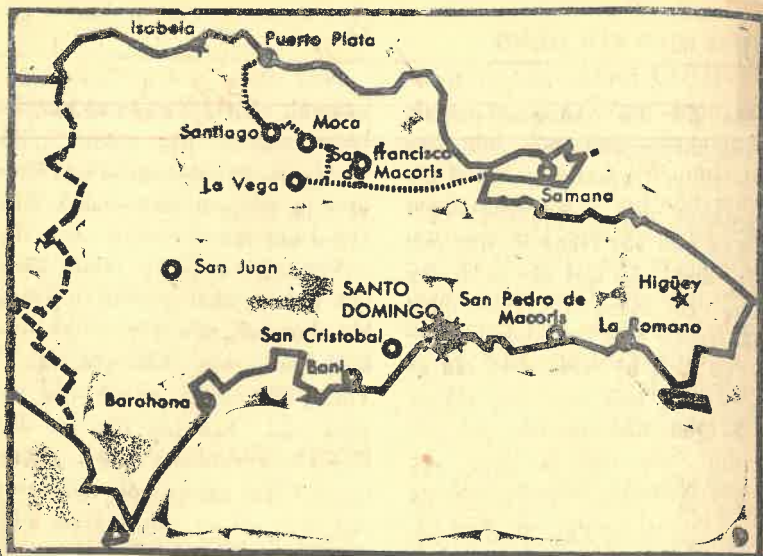 Isabela
Puerto Plata
Santiago
Moca
San Francisco
de Macoris
La Vega
Samana
San Juan
SANTO
DOMINGO
San Pedro de
Macoris
Higüey
La Romano
San Cristobal
Bani
Barahona